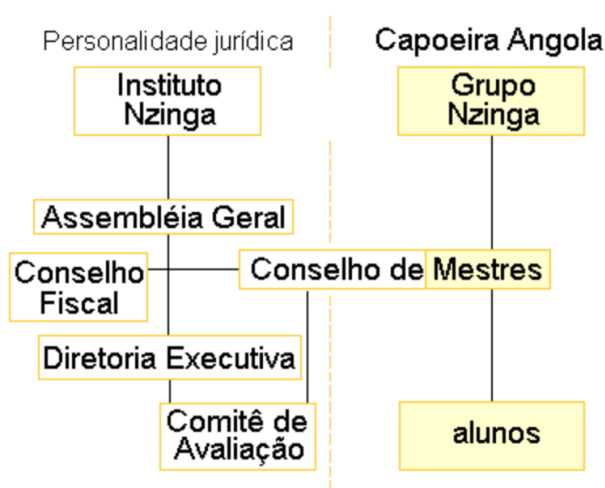 Personalidade jurídica
Capoeira Angola
Instituto
Nzinga
Grupo
Nzinga
Assembléia Geral
Conselho
Fiscal
Conselho de Mestres
Diretoria Executiva
Comitê de
Avaliação
alunos